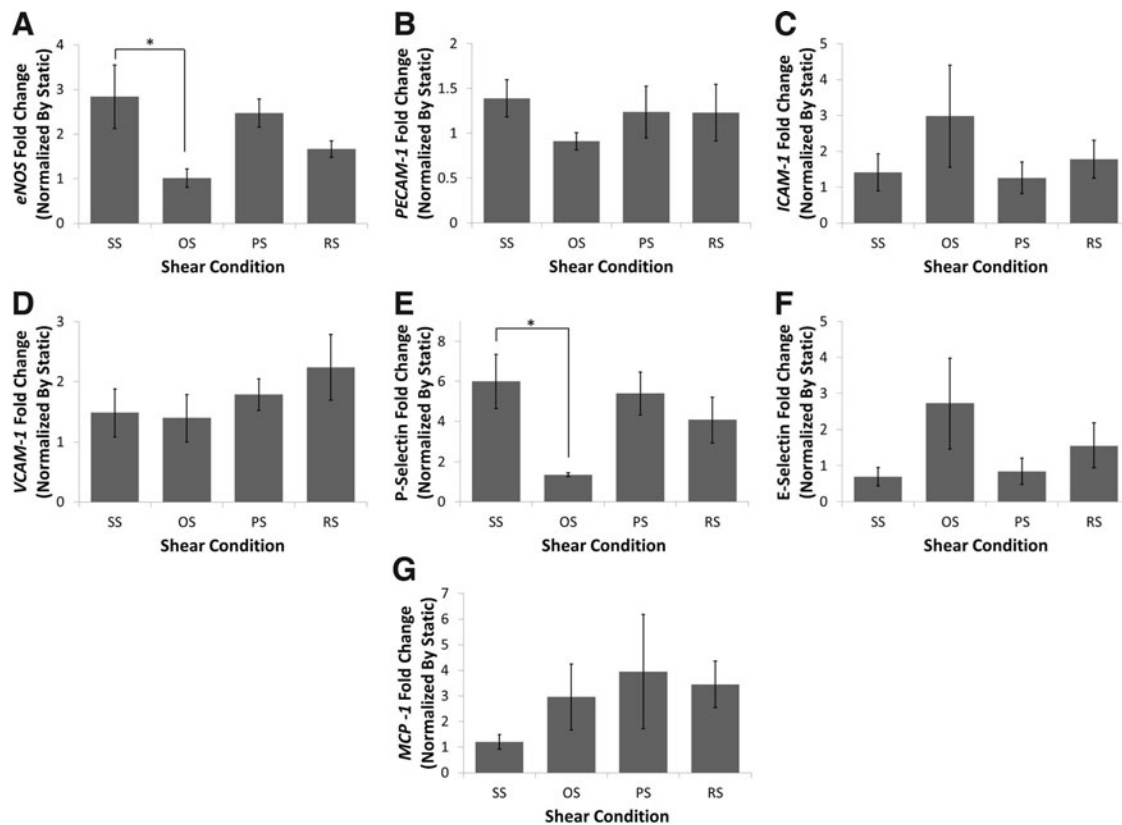 A
eNOS Fold Change
(Normalized By Static)
4
3
2
1
0
*
SS OS PS RS
Shear Condition
B
PECAM-1 Fold Change
(Normalized By Static)
2
1.5
1
0.5
0
SS OS PS RS
Shear Condition
C
ICAM-1 Fold Change
(Normalized By Static)
5
4
3
2
1
0
SS OS PS RS
Shear Condition
D
VCAM-1 Fold Change
(Normalized By Static)
3
2
1
0
SS OS PS RS
Shear Condition
E
P-Selectin Fold Change
(Normalized By Static)
8
6
4
2
0
*
SS OS PS RS
Shear Condition
F
E-Selectin Fold Change
(Normalized By Static)
5
4
3
2
1
0
SS OS PS RS
Shear Condition
G
MCP -1 Fold Change
(Normalized By Static)
7
6
5
4
3
2
1
0
SS OS PS RS
Shear Condition